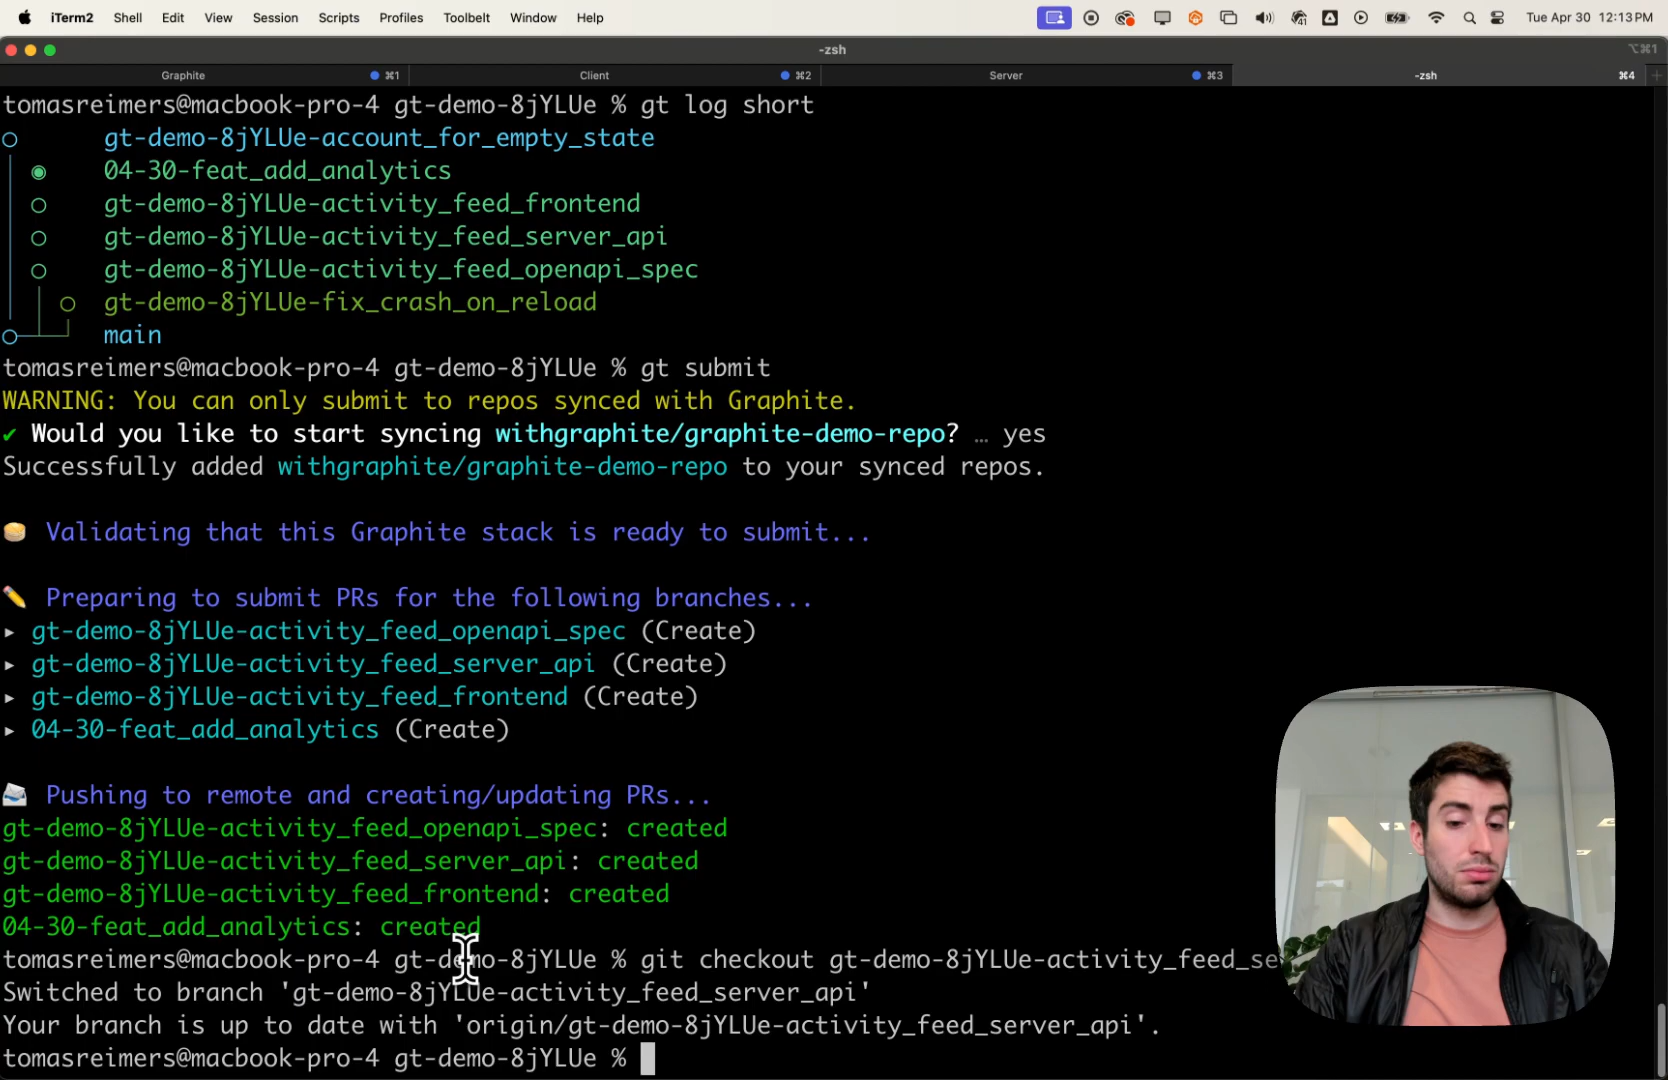 iTerm2 Shell Edit View Session Scripts Profiles Toolbelt Window Help 41 Tue Apr 30 12:13 PM
-zsh ⌥⌘1
Graphite ⌘1 Client ⌘2 Server ⌘3 -zsh ⌘4 +
tomasreimers@macbook-pro-4 gt-demo-8jYLUe % gt log short
gt-demo-8jYLUe-account_for_empty_state
04-30-feat_add_analytics
gt-demo-8jYLUe-activity_feed_frontend
gt-demo-8jYLUe-activity_feed_server_api
gt-demo-8jYLUe-activity_feed_openapi_spec
gt-demo-8jYLUe-fix_crash_on_reload
main
tomasreimers@macbook-pro-4 gt-demo-8jYLUe % gt submit
WARNING: You can only submit to repos synced with Graphite.
✔ Would you like to start syncing withgraphite/graphite-demo-repo? … yes
Successfully added withgraphite/graphite-demo-repo to your synced repos.
Validating that this Graphite stack is ready to submit...
Preparing to submit PRs for the following branches...
▸ gt-demo-8jYLUe-activity_feed_openapi_spec (Create)
▸ gt-demo-8jYLUe-activity_feed_server_api (Create)
▸ gt-demo-8jYLUe-activity_feed_frontend (Create)
▸ 04-30-feat_add_analytics (Create)
Pushing to remote and creating/updating PRs...
gt-demo-8jYLUe-activity_feed_openapi_spec: created
gt-demo-8jYLUe-activity_feed_server_api: created
gt-demo-8jYLUe-activity_feed_frontend: created
04-30-feat_add_analytics: created
tomasreimers@macbook-pro-4 gt-demo-8jYLUe % git checkout gt-demo-8jYLUe-activity_feed_se
Switched to branch 'gt-demo-8jYLUe-activity_feed_server_api'
Your branch is up to date with 'origin/gt-demo-8jYLUe-activity_feed_server_api'.
tomasreimers@macbook-pro-4 gt-demo-8jYLUe %